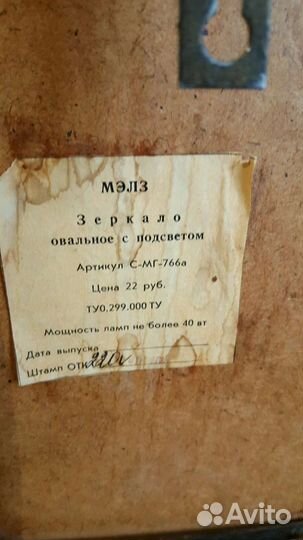 МЭЛЗ
Зеркало
овальное с подсветом
Артикул С-МГ-766а
Цена 22 руб.
ТУ0.299.000 ТУ
Мощность ламп не более 40 вт
Дата выпуска
Штамп ОТК
Avito